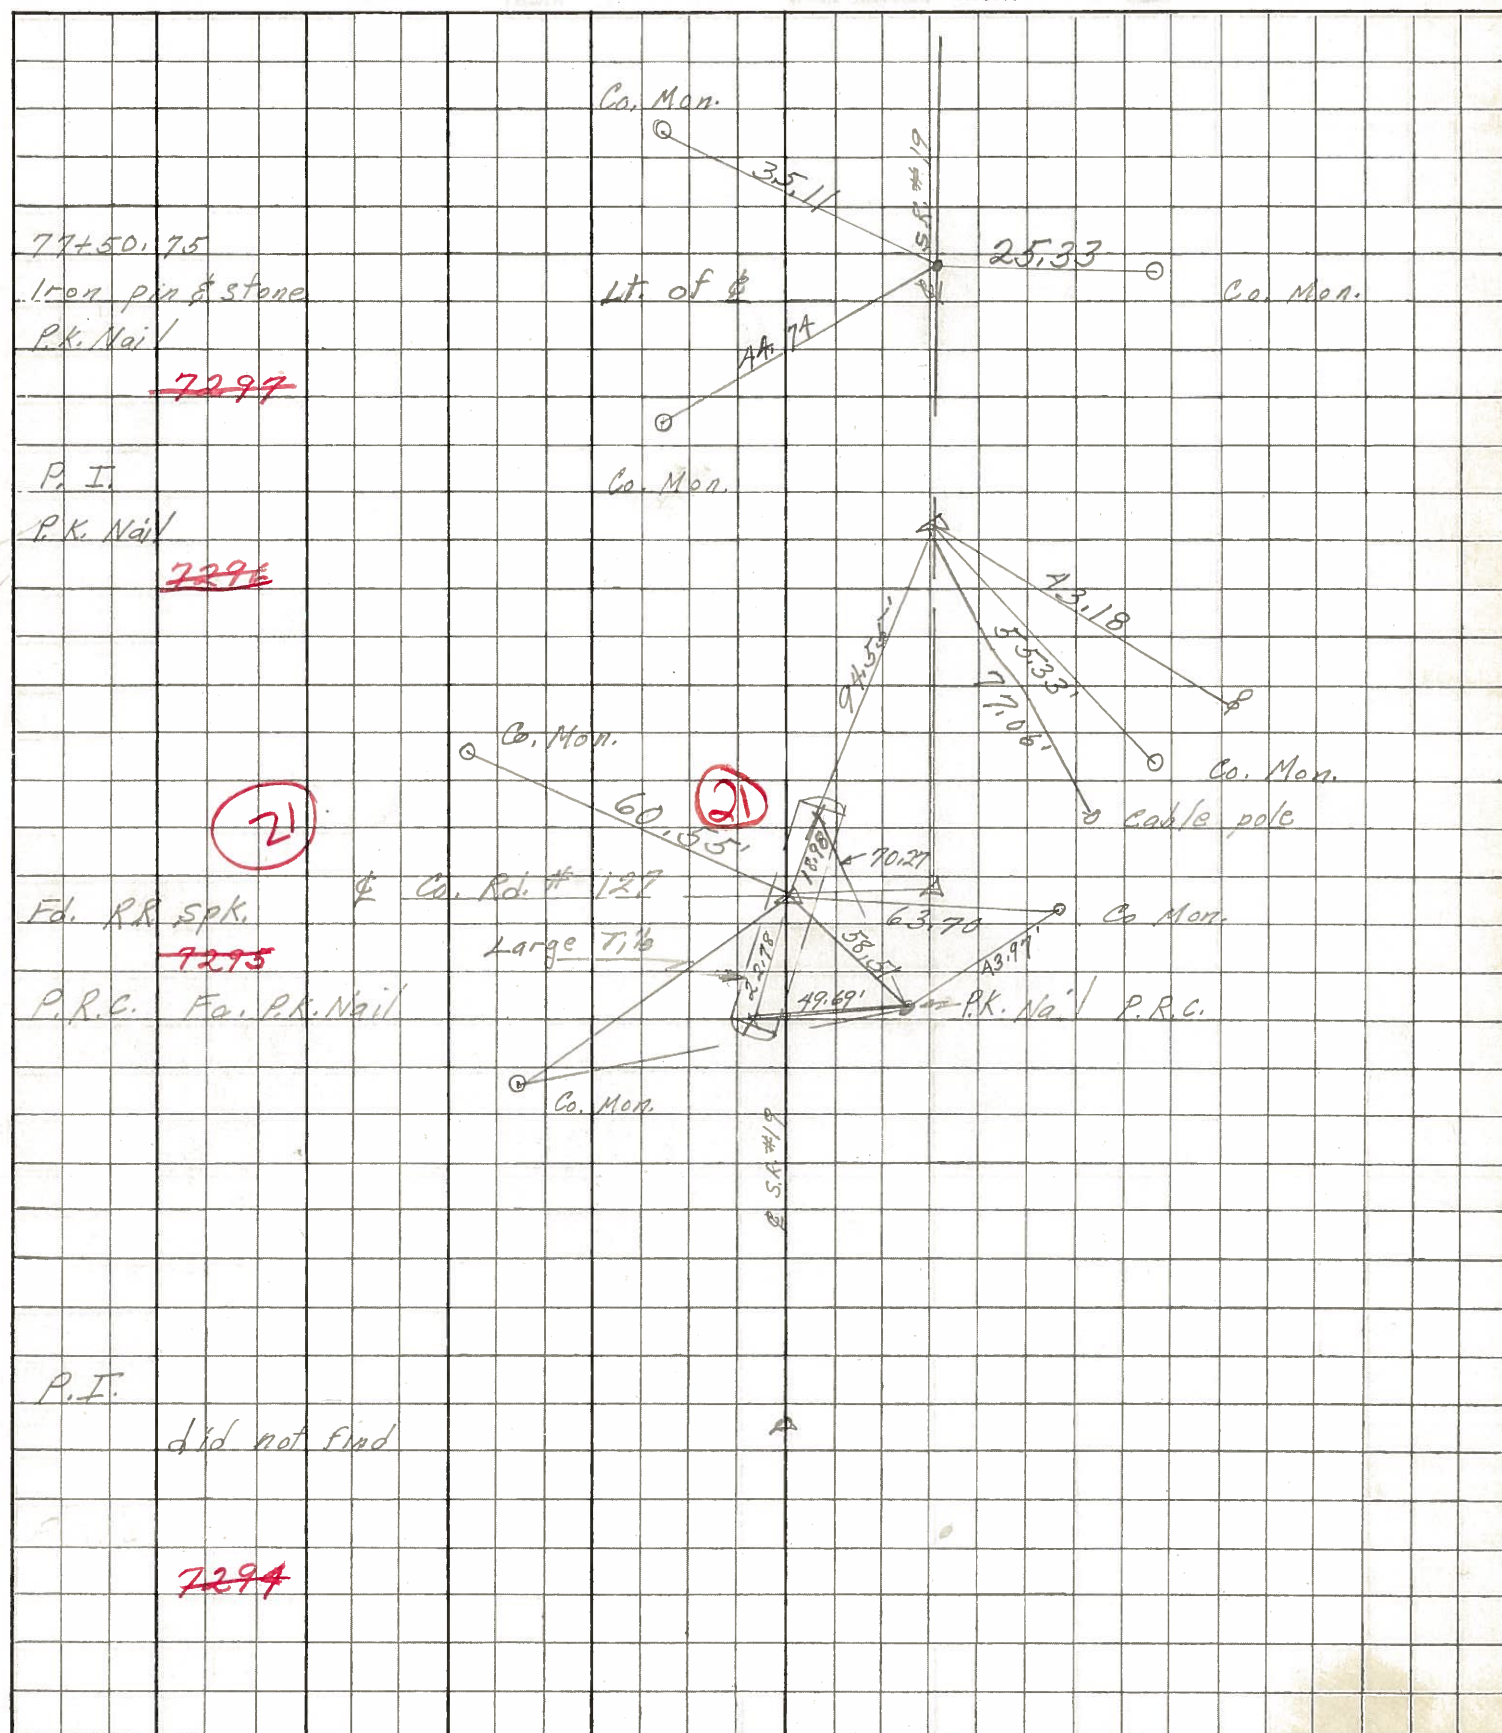 Co. Mon.
35.11
℄ S.R. #19
77+50.75
25.33
Iron pin & stone
Lt. of ℄
Co. Mon.
P.K. Nail
44.74
7297
P.I.
Co. Mon.
P.K. Nail
7296
43.18
55.33'
94.55'
77.06'
Co. Mon.
Co. Mon.
21
21
60.55'
Cable pole
18.98
70.27
℄ Co. Rd. # 127
Fd. RR spk.
63.70
Co Mon.
Large Tile
7295
22.78
58.51
43.97'
P.R.C. Fd. P.K. Nail
49.69'
P.K. Nail P.R.C.
Co. Mon.
℄ S.R. #19
P.I.
did not find
7294